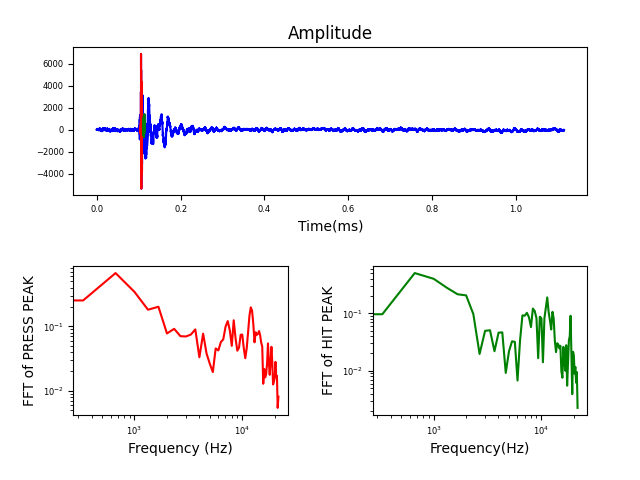 Amplitude
6000
4000
2000
0
−2000
−4000
0.0 0.2 0.4 0.6 0.8 1.0
Time(ms)
FFT of PRESS PEAK
10⁻¹
10⁻²
10³ 10⁴
Frequency (Hz)
FFT of HIT PEAK
10⁻¹
10⁻²
10³ 10⁴
Frequency(Hz)